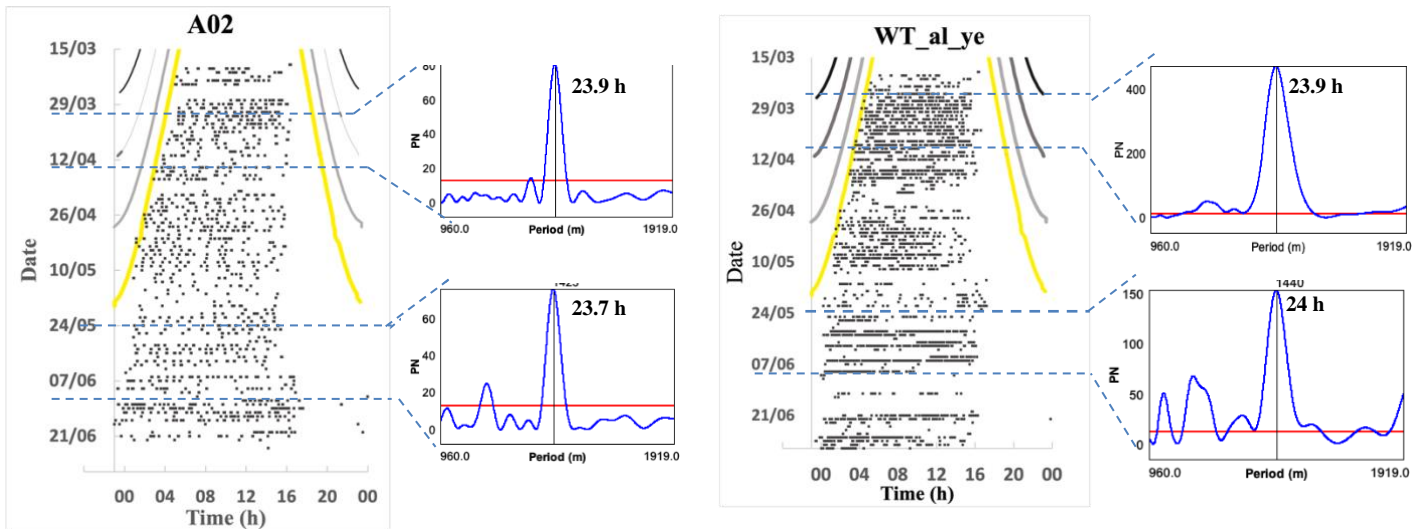 A02
15/03
29/03
12/04
26/04
10/05
24/05
07/06
21/06
Date
00 04 08 12 16 20 00
Time (h)
80
60
40
20
0
PN
23.9 h
960.0 Period (m) 1919.0
60
40
20
0
PN
23.7 h
960.0 Period (m) 1919.0
WT_al_ye
15/03
29/03
12/04
26/04
10/05
24/05
07/06
21/06
Date
00 04 08 12 16 20 00
Time (h)
400
200
0
PN
23.9 h
960.0 Period (m) 1919.0
1440
150
100
50
0
PN
24 h
960.0 Period (m) 1919.0